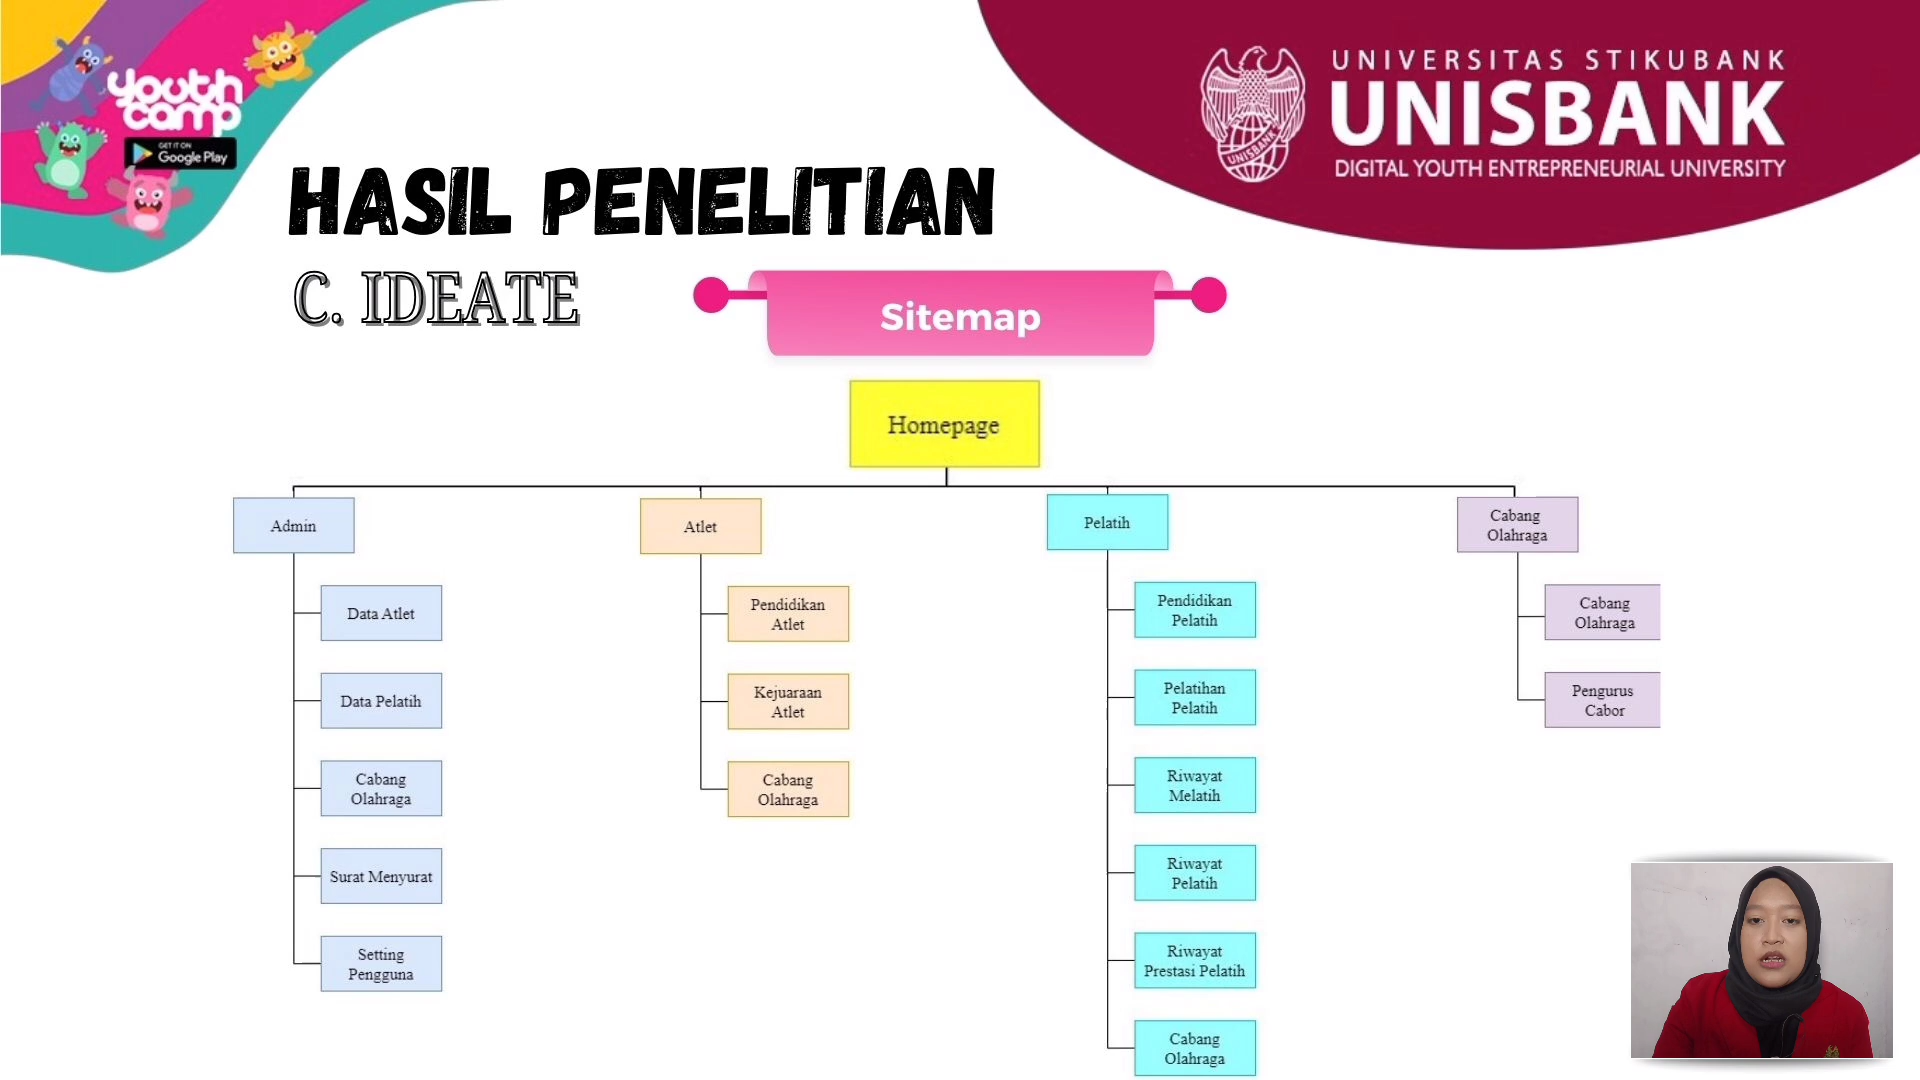 youth
camp
GET IT ON
Google Play
UNIVERSITAS STIKUBANK
UNISBANK
DIGITAL YOUTH ENTREPRENEURIAL UNIVERSITY
UNISBANK
HASIL PENELITIAN
C. IDEATE
Sitemap
Homepage
Admin
Data Atlet
Data Pelatih
Cabang
Olahraga
Surat Menyurat
Setting
Pengguna
Atlet
Pendidikan
Atlet
Kejuaraan
Atlet
Cabang
Olahraga
Pelatih
Pendidikan
Pelatih
Pelatihan
Pelatih
Riwayat
Melatih
Riwayat
Pelatih
Riwayat
Prestasi Pelatih
Cabang
Olahraga
Cabang
Olahraga
Cabang
Olahraga
Pengurus
Cabor